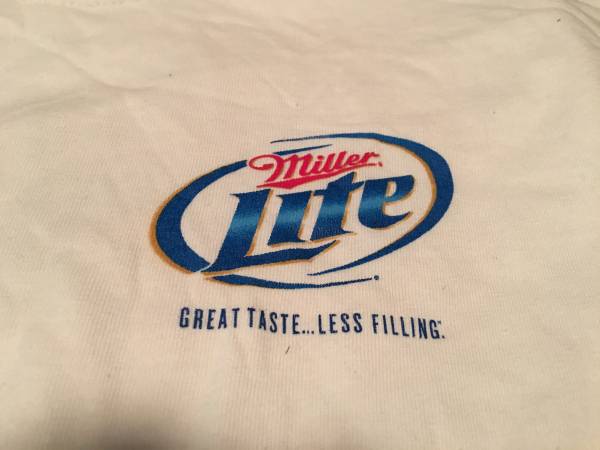 Miller
Lite
GREAT TASTE...LESS FILLING.